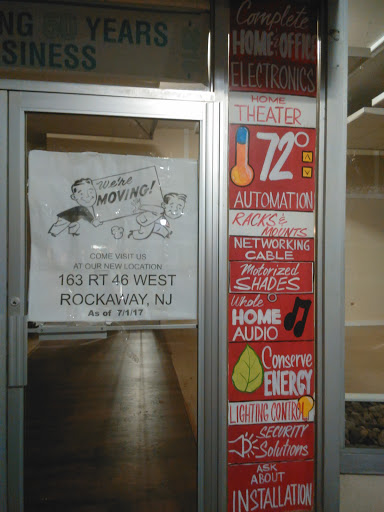 NG 50 YEARS
SINESS
We're
MOVING!
COME VISIT US
AT OUR NEW LOCATION
163 RT 46 WEST
ROCKAWAY, NJ
As of 7/1/17
Complete
HOME & OFFICE
ELECTRONICS
HOME
THEATER
72°
AUTOMATION
RACKS &
MOUNTS
NETWORKING
CABLE
Motorized
SHADES
Whole
HOME
AUDIO
Conserve
ENERGY
LIGHTING CONTROL
SECURITY
Solutions
ASK
ABOUT
INSTALLATION